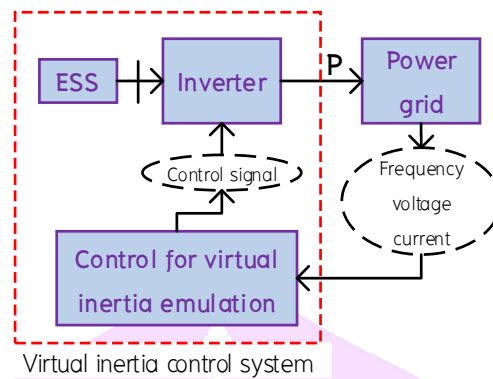 ESS
Inverter
P
Power
grid
Control signal
Frequency
voltage
current
Control for virtual
inertia emulation
Virtual inertia control system